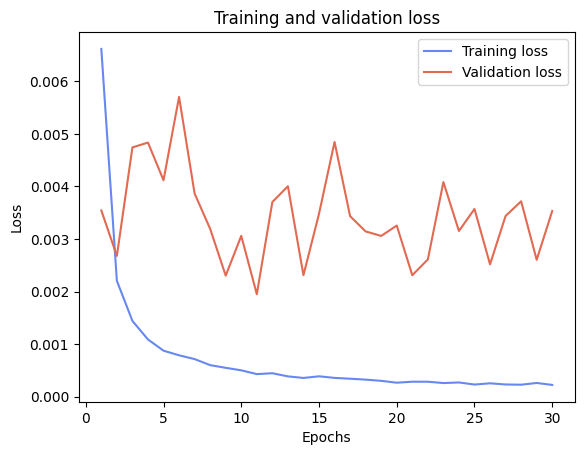 Training and validation loss
Training loss
Validation loss
Loss
0.006
0.005
0.004
0.003
0.002
0.001
0.000
0 5 10 15 20 25 30
Epochs